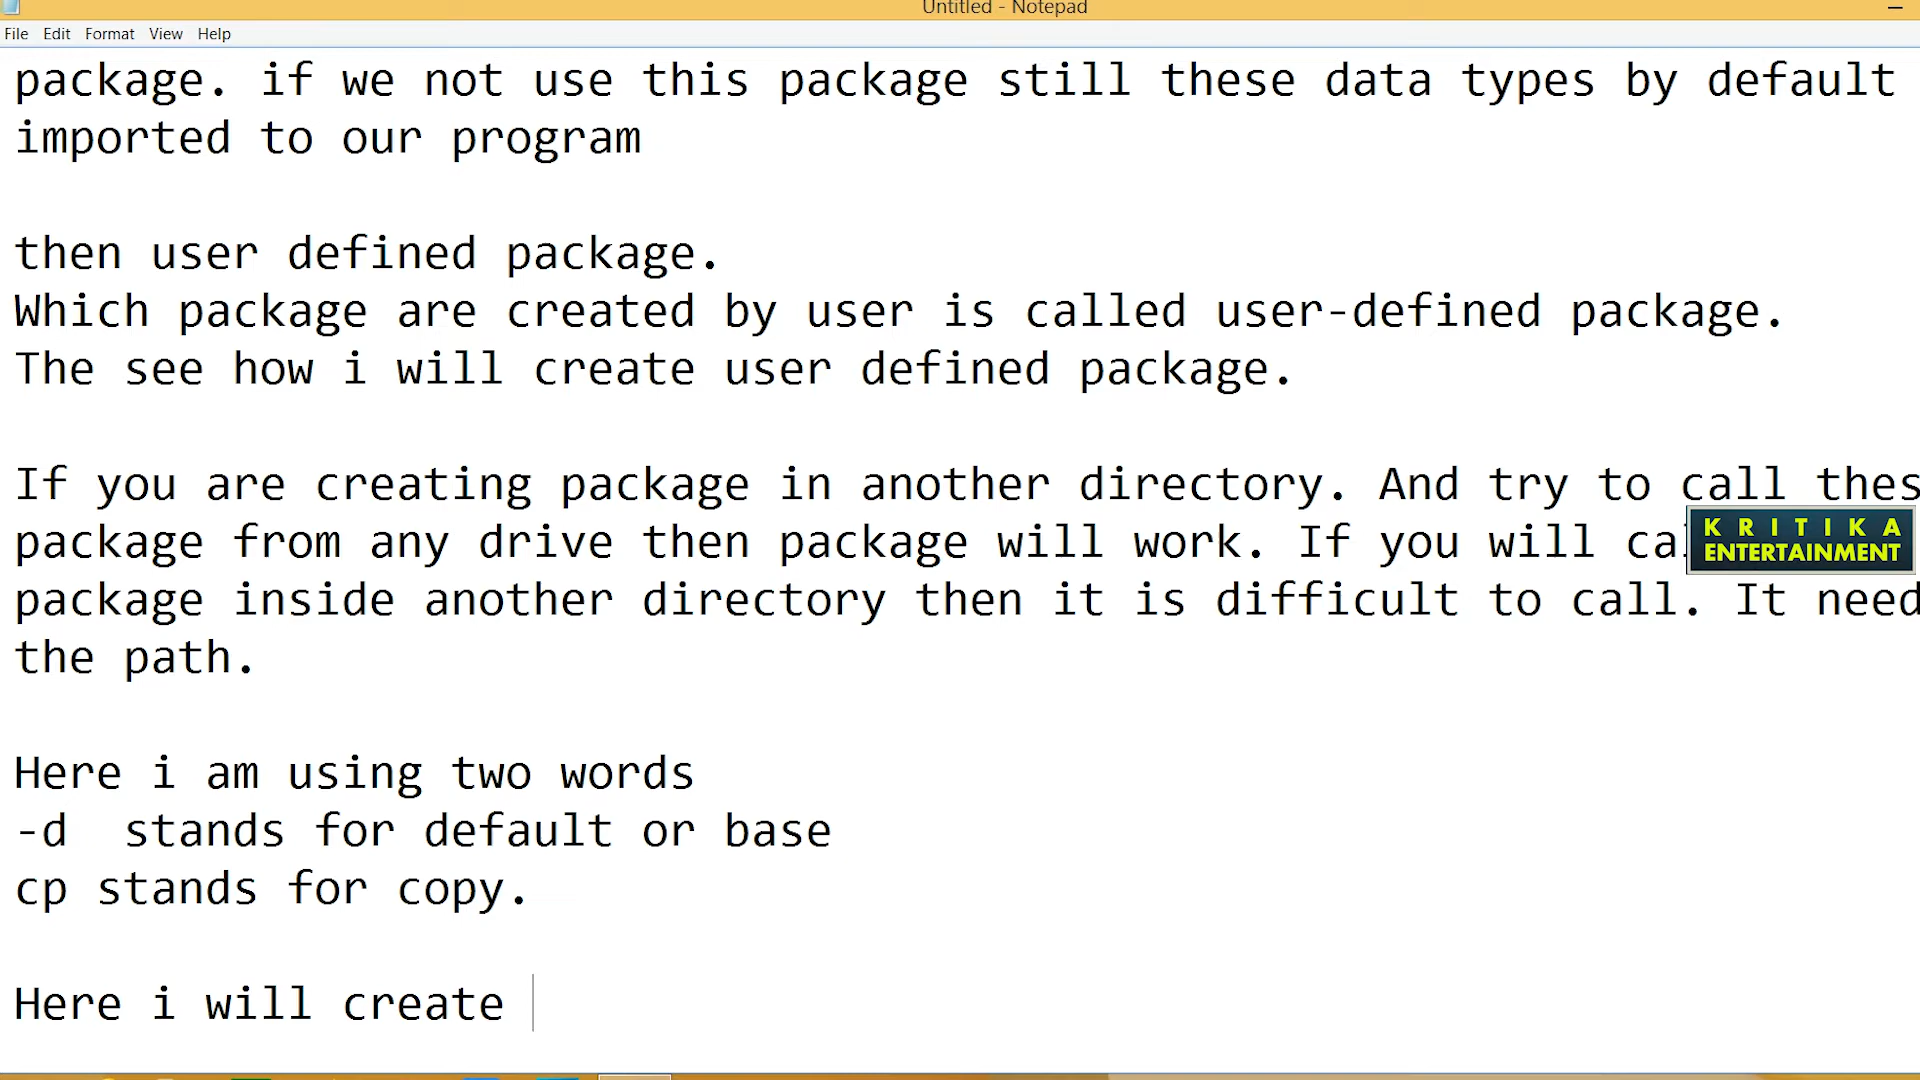 Untitled - Notepad
File Edit Format View Help
package. if we not use this package still these data types by default
imported to our program
then user defined package.
Which package are created by user is called user-defined package.
The see how i will create user defined package.
If you are creating package in another directory. And try to call thes
package from any drive then package will work. If you will cal
KRITIKA
ENTERTAINMENT
package inside another directory then it is difficult to call. It need
the path.
Here i am using two words
-d stands for default or base
cp stands for copy.
Here i will create